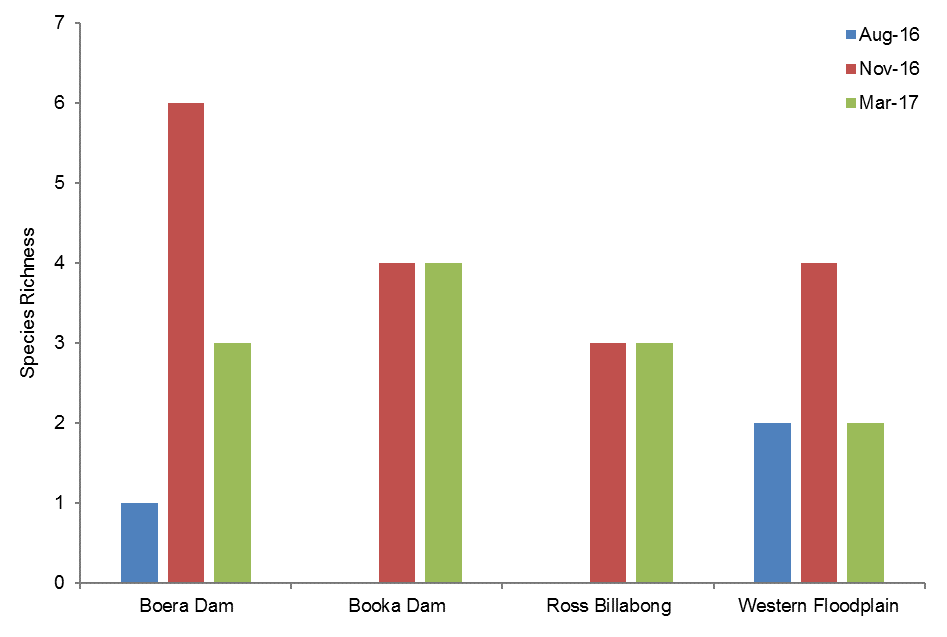 7
6
5
4
3
2
1
0
Species Richness
Aug-16
Nov-16
Mar-17
Boera Dam
Booka Dam
Ross Billabong
Western Floodplain